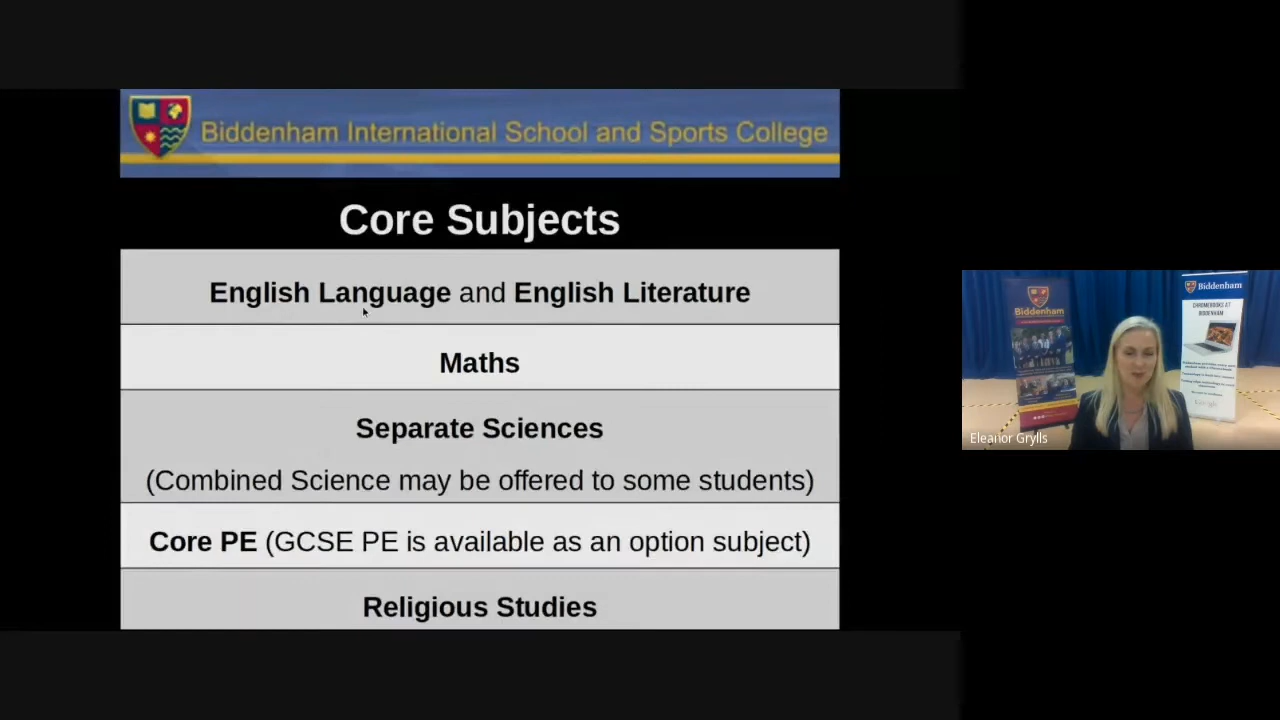 Biddenham International School and Sports College
Core Subjects
English Language and English Literature
Maths
Separate Sciences
(Combined Science may be offered to some students)
Core PE (GCSE PE is available as an option subject)
Religious Studies
Biddenham
Biddenham
CHROMEBOOKS AT
BIDDENHAM
Google
Eleanor Grylls